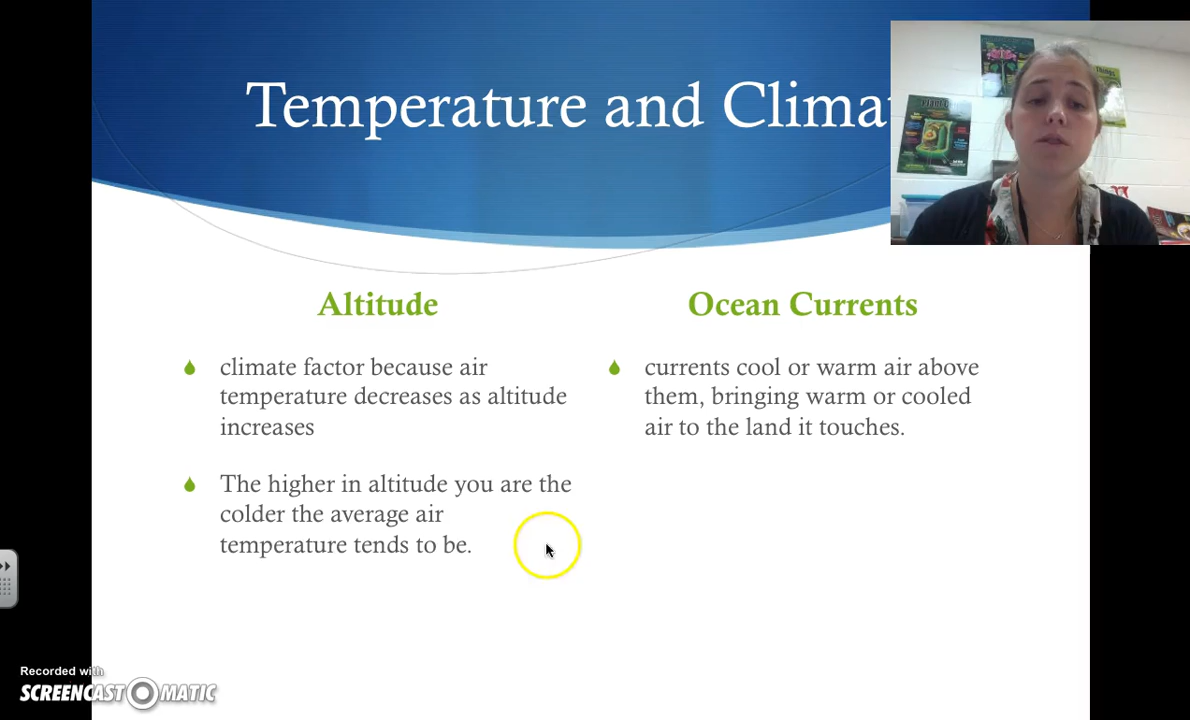 Temperature and Clima
Altitude
climate factor because air
temperature decreases as altitude
increases
The higher in altitude you are the
colder the average air
temperature tends to be.
Ocean Currents
currents cool or warm air above
them, bringing warm or cooled
air to the land it touches.
Recorded with
SCREENCAST MATIC